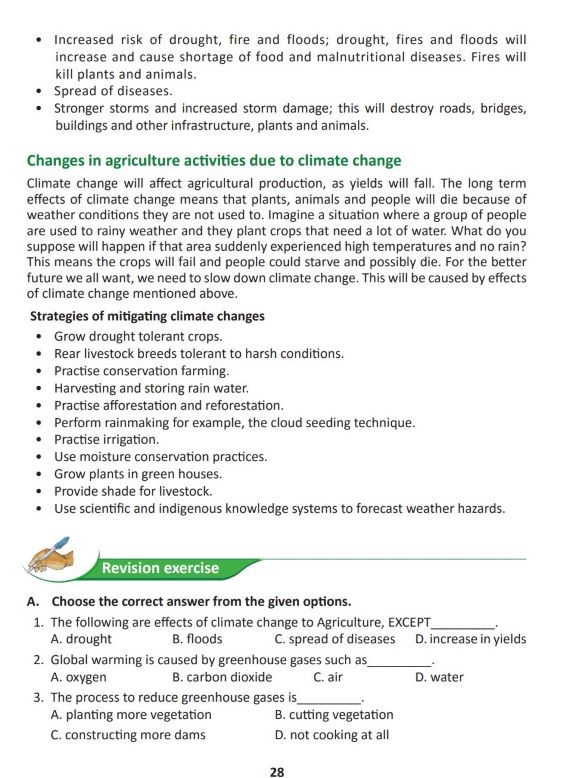 • Increased risk of drought, fire and floods; drought, fires and floods will
increase and cause shortage of food and malnutritional diseases. Fires will
kill plants and animals.
• Spread of diseases.
• Stronger storms and increased storm damage; this will destroy roads, bridges,
buildings and other infrastructure, plants and animals.
Changes in agriculture activities due to climate change
Climate change will affect agricultural production, as yields will fall. The long term
effects of climate change means that plants, animals and people will die because of
weather conditions they are not used to. Imagine a situation where a group of people
are used to rainy weather and they plant crops that need a lot of water. What do you
suppose will happen if that area suddenly experienced high temperatures and no rain?
This means the crops will fail and people could starve and possibly die. For the better
future we all want, we need to slow down climate change. This will be caused by effects
of climate change mentioned above.
Strategies of mitigating climate changes
• Grow drought tolerant crops.
• Rear livestock breeds tolerant to harsh conditions.
• Practise conservation farming.
• Harvesting and storing rain water.
• Practise afforestation and reforestation.
• Perform rainmaking for example, the cloud seeding technique.
• Practise irrigation.
• Use moisture conservation practices.
• Grow plants in green houses.
• Provide shade for livestock.
• Use scientific and indigenous knowledge systems to forecast weather hazards.
Revision exercise
A. Choose the correct answer from the given options.
1. The following are effects of climate change to Agriculture, EXCEPT_________.
A. drought B. floods C. spread of diseases D. increase in yields
2. Global warming is caused by greenhouse gases such as_________.
A. oxygen B. carbon dioxide C. air D. water
3. The process to reduce greenhouse gases is_________.
A. planting more vegetation B. cutting vegetation
C. constructing more dams D. not cooking at all
28